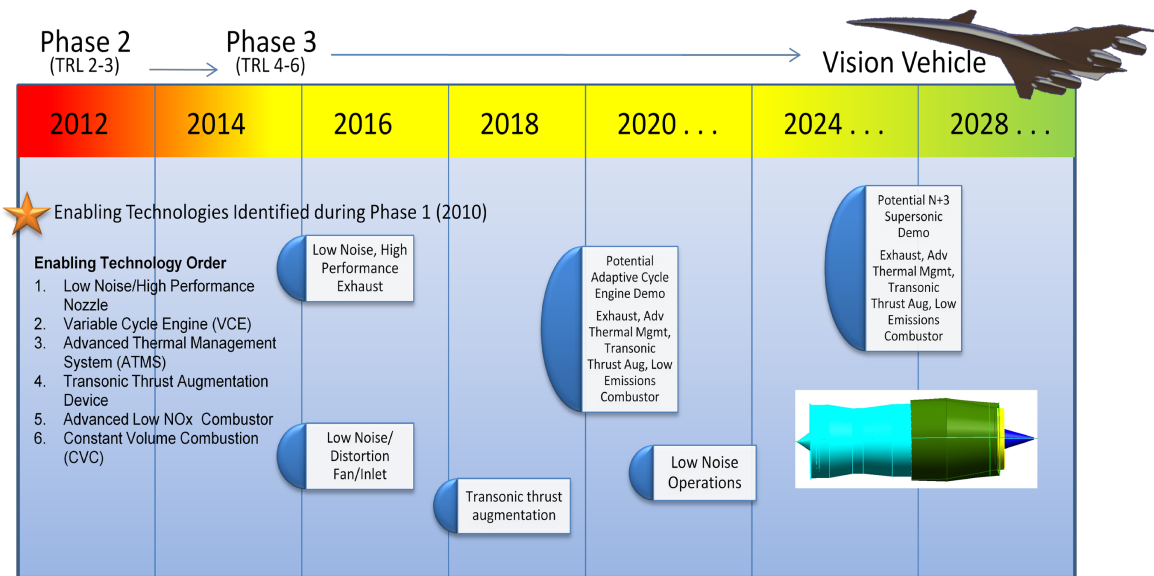 Phase 2
(TRL 2-3)
Phase 3
(TRL 4-6)
Vision Vehicle
2012
2014
2016
2018
2020 . . .
2024 . . .
2028 . . .
Enabling Technologies Identified during Phase 1 (2010)
Enabling Technology Order
1. Low Noise/High Performance
Nozzle
2. Variable Cycle Engine (VCE)
3. Advanced Thermal Management
System (ATMS)
4. Transonic Thrust Augmentation
Device
5. Advanced Low NOx Combustor
6. Constant Volume Combustion
(CVC)
Low Noise, High
Performance
Exhaust
Low Noise/
Distortion
Fan/Inlet
Transonic thrust
augmentation
Potential
Adaptive Cycle
Engine Demo
Exhaust, Adv
Thermal Mgmt,
Transonic
Thrust Aug, Low
Emissions
Combustor
Low Noise
Operations
Potential N+3
Supersonic
Demo
Exhaust, Adv
Thermal Mgmt,
Transonic
Thrust Aug, Low
Emissions
Combustor